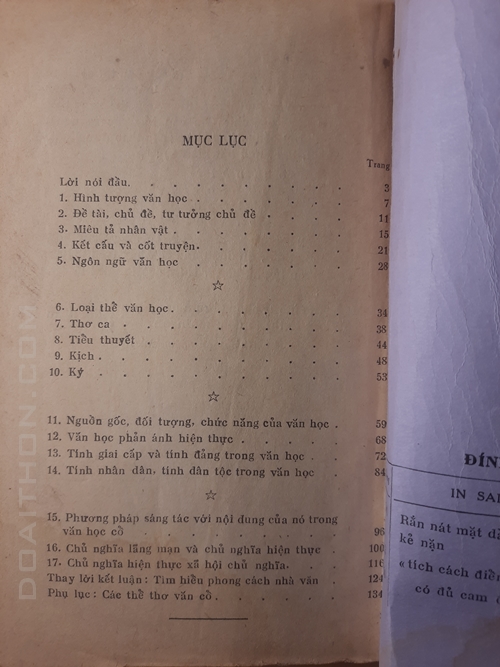 MỤC LỤC
Trang
Lời nói đầu. . . . . . . . . 3
1. Hình tượng văn học . . . . . . . 7
2. Đề tài, chủ đề, tư tưởng chủ đề . . . . 11
3. Miêu tả nhân vật . . . . . . . 15
4. Kết cấu và cốt truyện. . . . . . . 21
5. Ngôn ngữ văn học . . . . . . . 28
☆
6. Loại thể văn học . . . . . . . . 34
7. Thơ ca . . . . . . . . . 38
8. Tiểu thuyết . . . . . . . . 44
9. Kịch . . . . . . . . . . 48
10. Ký . . . . . . . . . . 53
☆
11. Nguồn gốc, đối tượng, chức năng của văn học . 59
12. Văn học phản ánh hiện thực . . . . . 68
13. Tính giai cấp và tính đảng trong văn học . . 72
14. Tính nhân dân, tính dân tộc trong văn học . . 84
☆
15. Phương pháp sáng tác với nội dung của nó trong
văn học cổ . . . . . . . . . 96
16. Chủ nghĩa lãng mạn và chủ nghĩa hiện thực . 100
17. Chủ nghĩa hiện thực xã hội chủ nghĩa. . . 116
Thay lời kết luận : Tìm hiểu phong cách nhà văn . 124
Phụ lục : Các thể thơ văn cổ . . . . . 134
ĐÍN
IN SAI
Rắn nát mặt dầ
kẻ nặn
« tích cách điể
có đủ cam
DOAITHON.COM